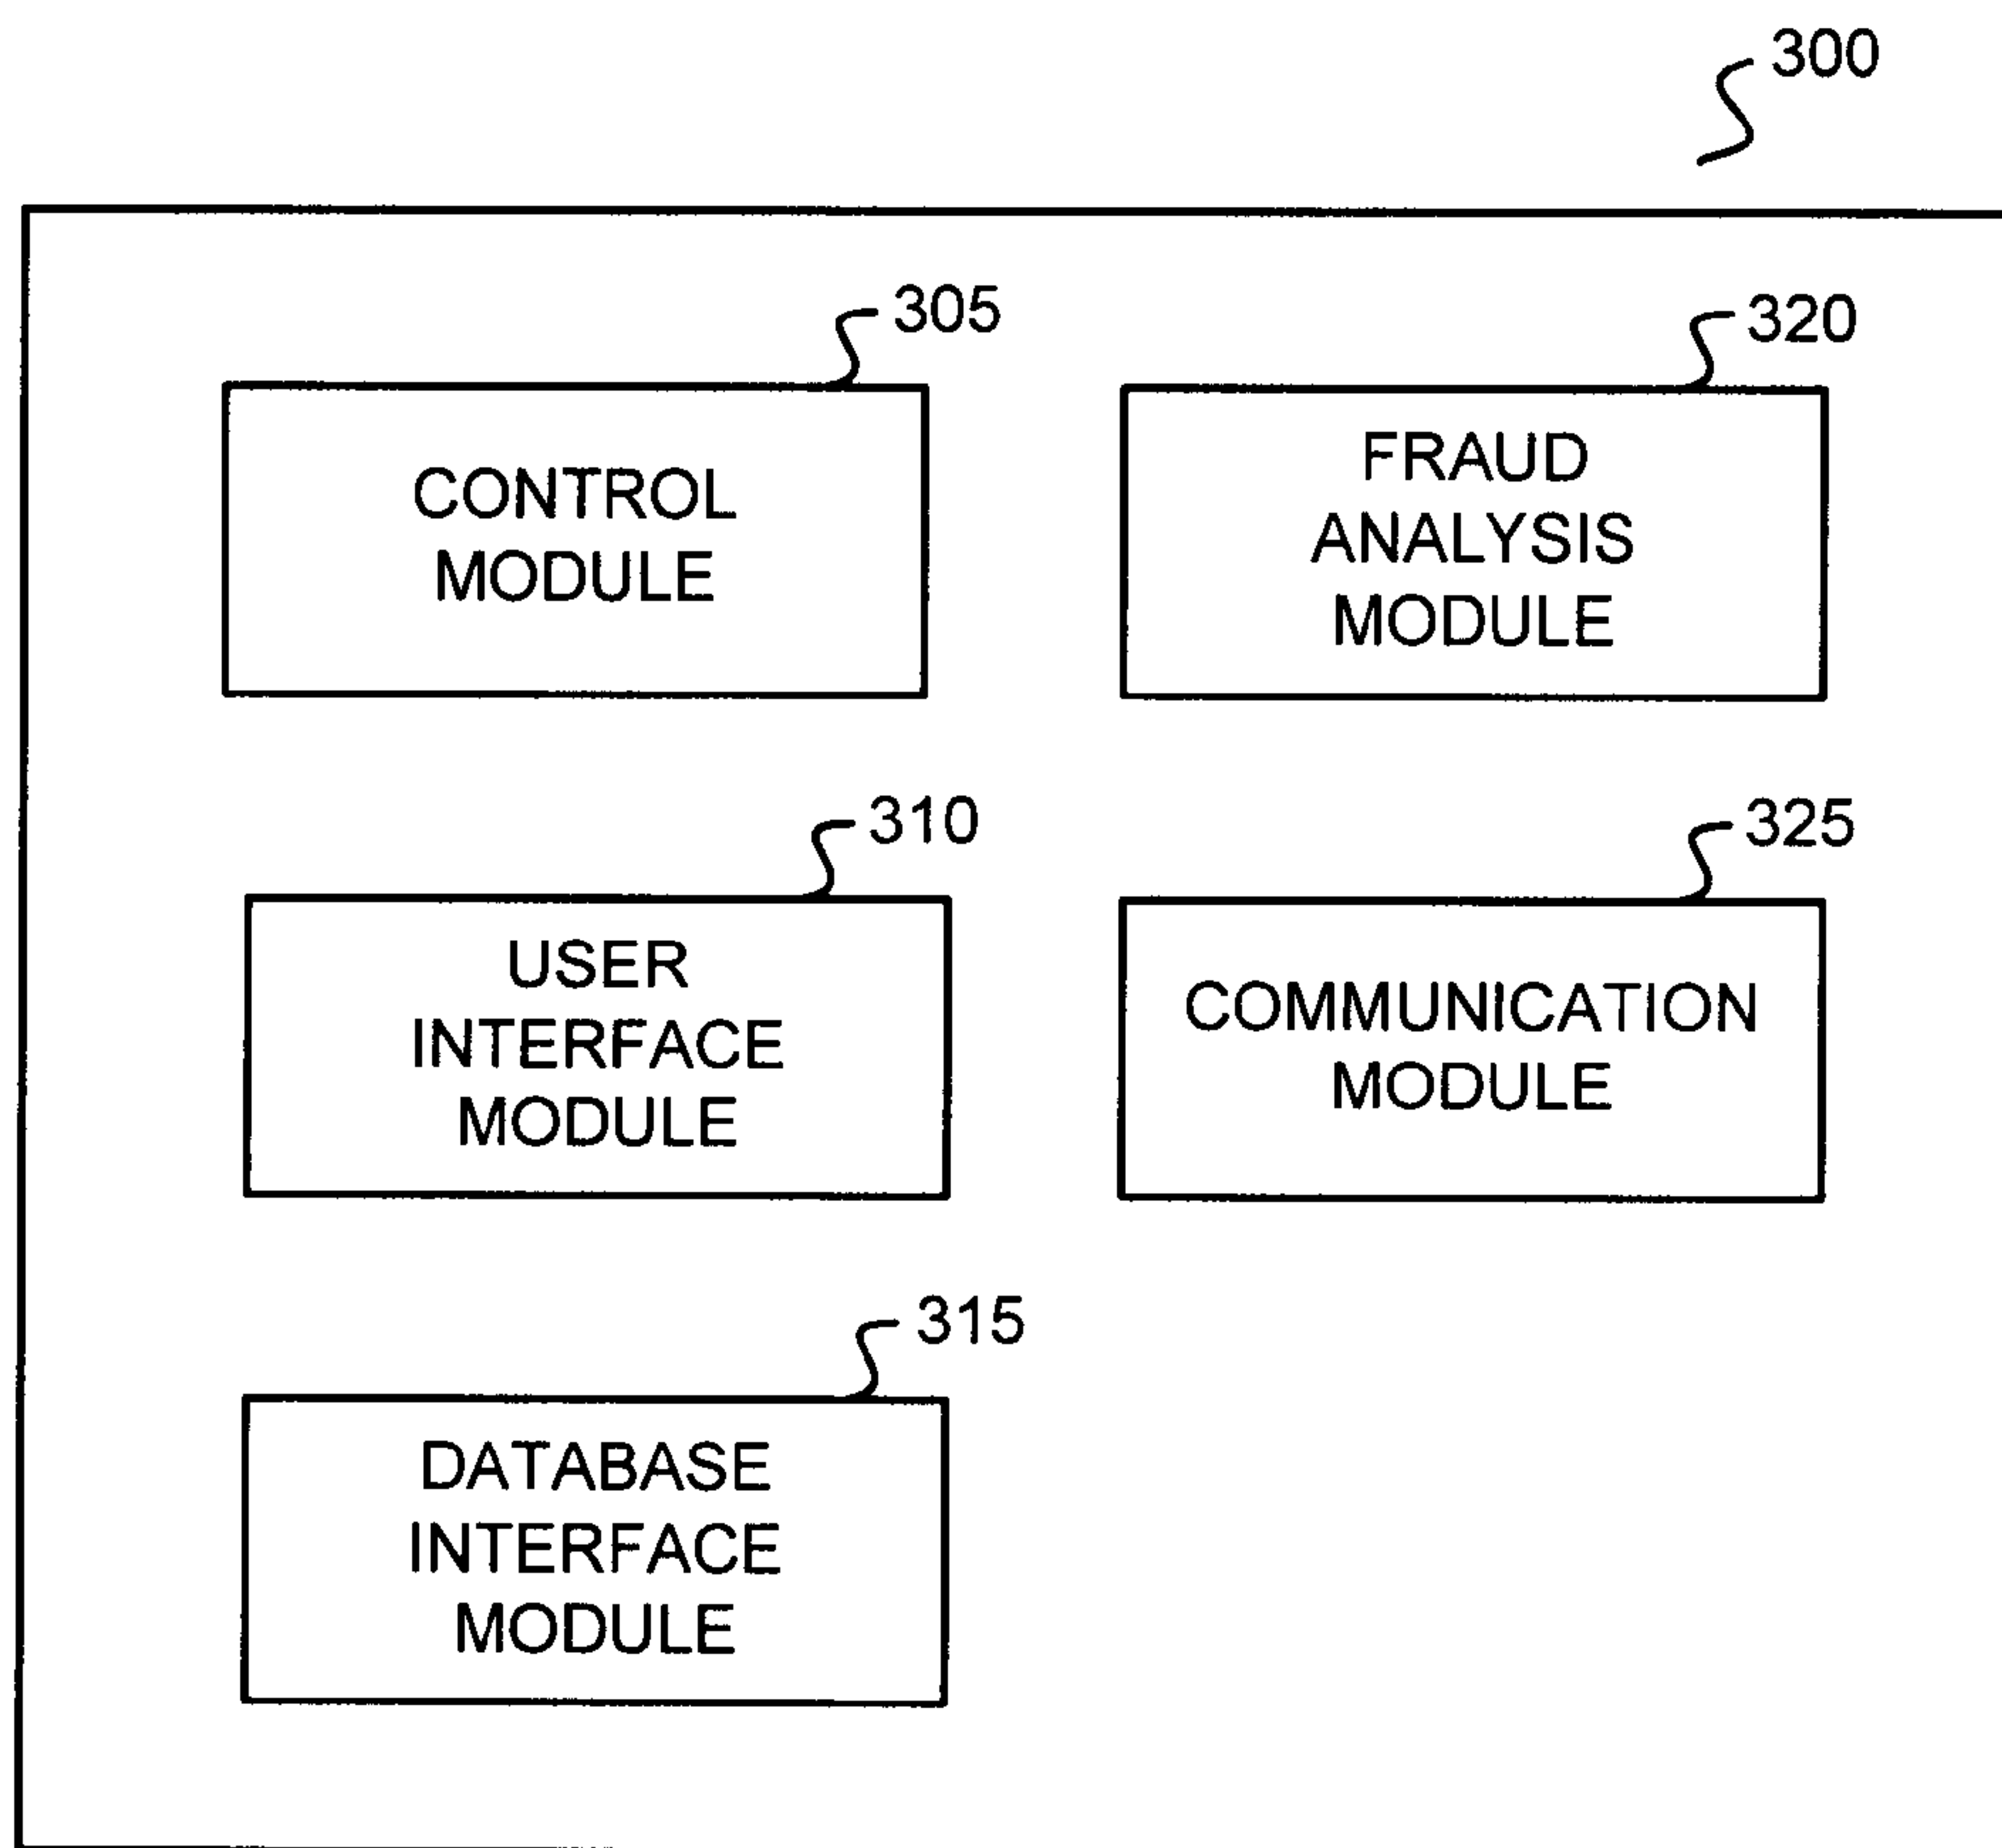 300
305
CONTROL
MODULE
320
FRAUD
ANALYSIS
MODULE
310
USER
INTERFACE
MODULE
325
COMMUNICATION
MODULE
315
DATABASE
INTERFACE
MODULE